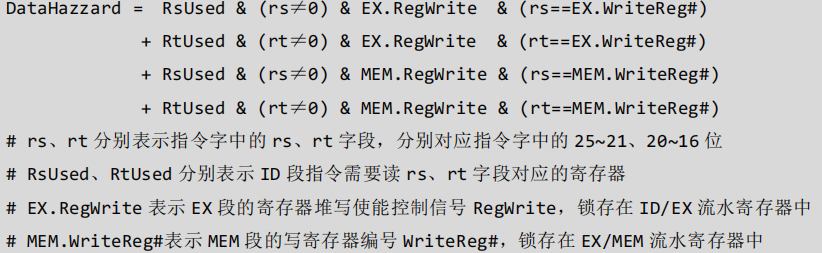 DataHazzard = RsUsed & (rs≠0) & EX.RegWrite & (rs==EX.WriteReg#)
+ RtUsed & (rt≠0) & EX.RegWrite & (rt==EX.WriteReg#)
+ RsUsed & (rs≠0) & MEM.RegWrite & (rs==MEM.WriteReg#)
+ RtUsed & (rt≠0) & MEM.RegWrite & (rt==MEM.WriteReg#)
# rs、rt 分别表示指令字中的 rs、rt 字段，分别对应指令字中的 25~21、20~16 位
# RsUsed、RtUsed 分别表示 ID 段指令需要读 rs、rt 字段对应的寄存器
# EX.RegWrite 表示 EX 段的寄存器堆写使能控制信号 RegWrite，锁存在 ID/EX 流水寄存器中
# MEM.WriteReg#表示 MEM 段的写寄存器编号 WriteReg#，锁存在 EX/MEM 流水寄存器中